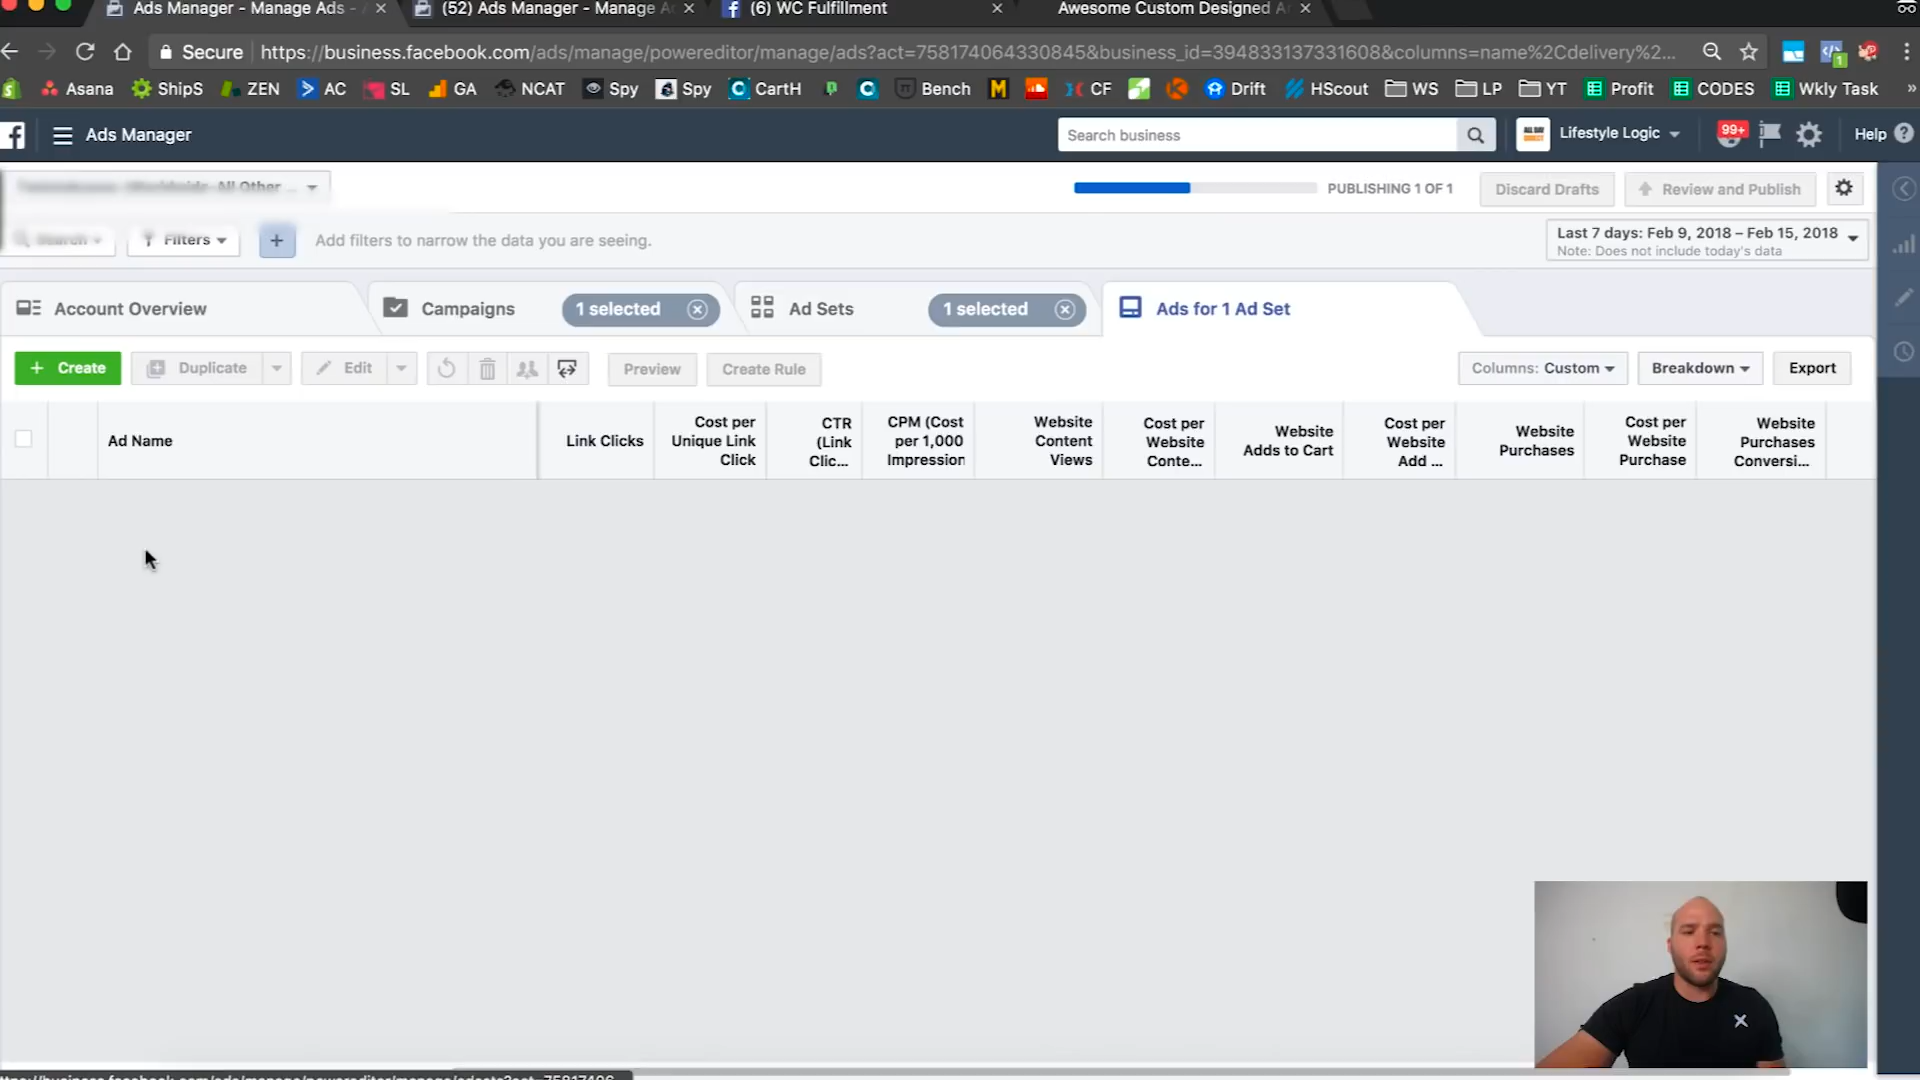 Ads Manager - Manage Ads - A
(52) Ads Manager - Manage Ad
(6) WC Fulfillment
Awesome Custom Designed Ar
Secure
https://business.facebook.com/ads/manage/powereditor/manage/ads?act=758174064330845&business_id=394833137331608&columns=name%2Cdelivery%2...
Asana
ShipS
ZEN
AC
SL
GA
NCAT
Spy
Spy
CartH
Bench
CF
Drift
HScout
WS
LP
YT
Profit
CODES
Wkly Task
»
Ads Manager
Search business
Lifestyle Logic
99+
Help
All Other ...
PUBLISHING 1 OF 1
Discard Drafts
Review and Publish
Search
Filters
+
Add filters to narrow the data you are seeing.
Last 7 days: Feb 9, 2018 – Feb 15, 2018
Note: Does not include today's data
Account Overview
Campaigns
1 selected
Ad Sets
1 selected
Ads for 1 Ad Set
+ Create
Duplicate
Edit
Preview
Create Rule
Columns: Custom
Breakdown
Export
Ad Name
Link Clicks
Cost per
Unique Link
Click
CTR
(Link
Clic...
CPM (Cost
per 1,000
Impression
Website
Content
Views
Cost per
Website
Conte...
Website
Adds to Cart
Cost per
Website
Add ...
Website
Purchases
Cost per
Website
Purchase
Website
Purchases
Conversi...